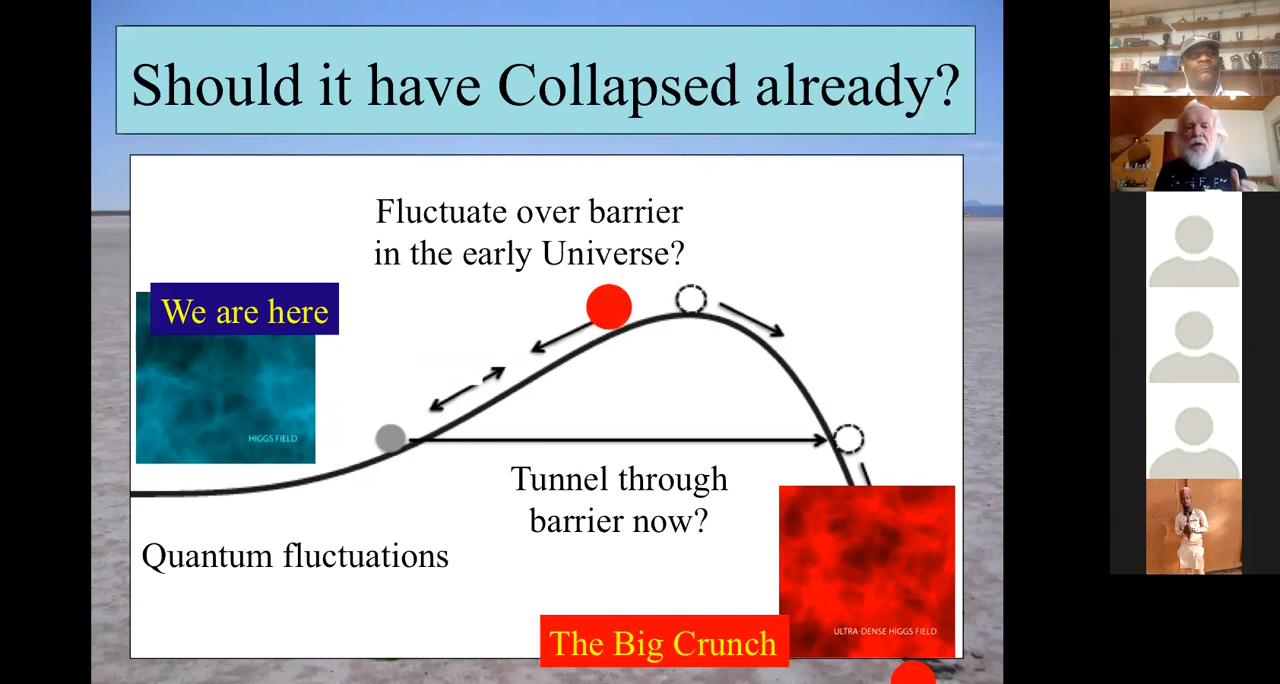 Should it have Collapsed already?
Fluctuate over barrier
in the early Universe?
We are here
HIGGS FIELD
Tunnel through
barrier now?
Quantum fluctuations
ULTRA-DENSE HIGGS FIELD
The Big Crunch